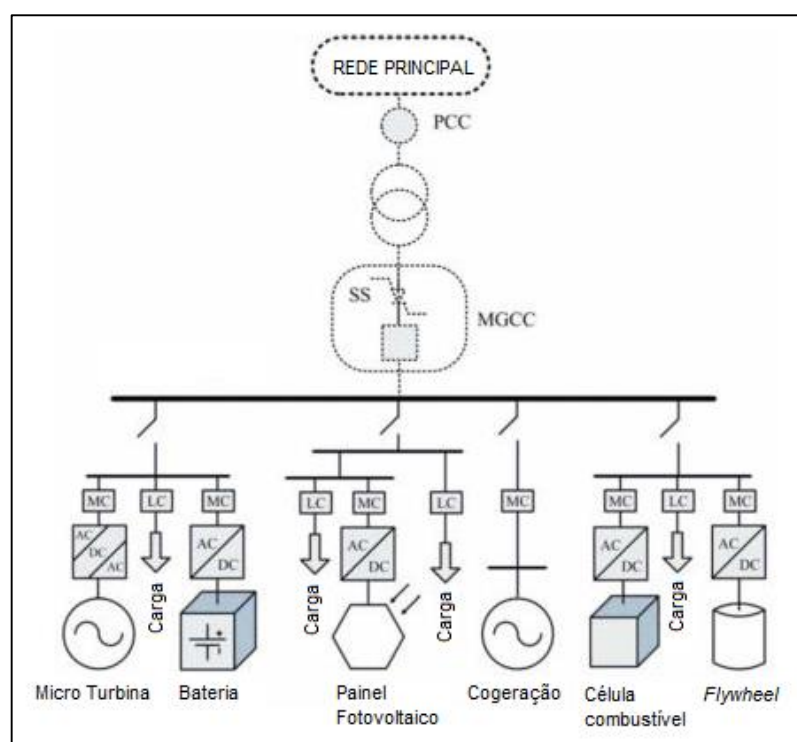 REDE PRINCIPAL
PCC
SS
MGCC
MC
LC
MC
LC
MC
LC
MC
MC
LC
MC
AC
DC
AC
AC
DC
AC
DC
AC
DC
AC
DC
Carga
Carga
Carga
Carga
Micro Turbina
Bateria
Painel
Fotovoltaico
Cogeração
Célula
combustível
Flywheel